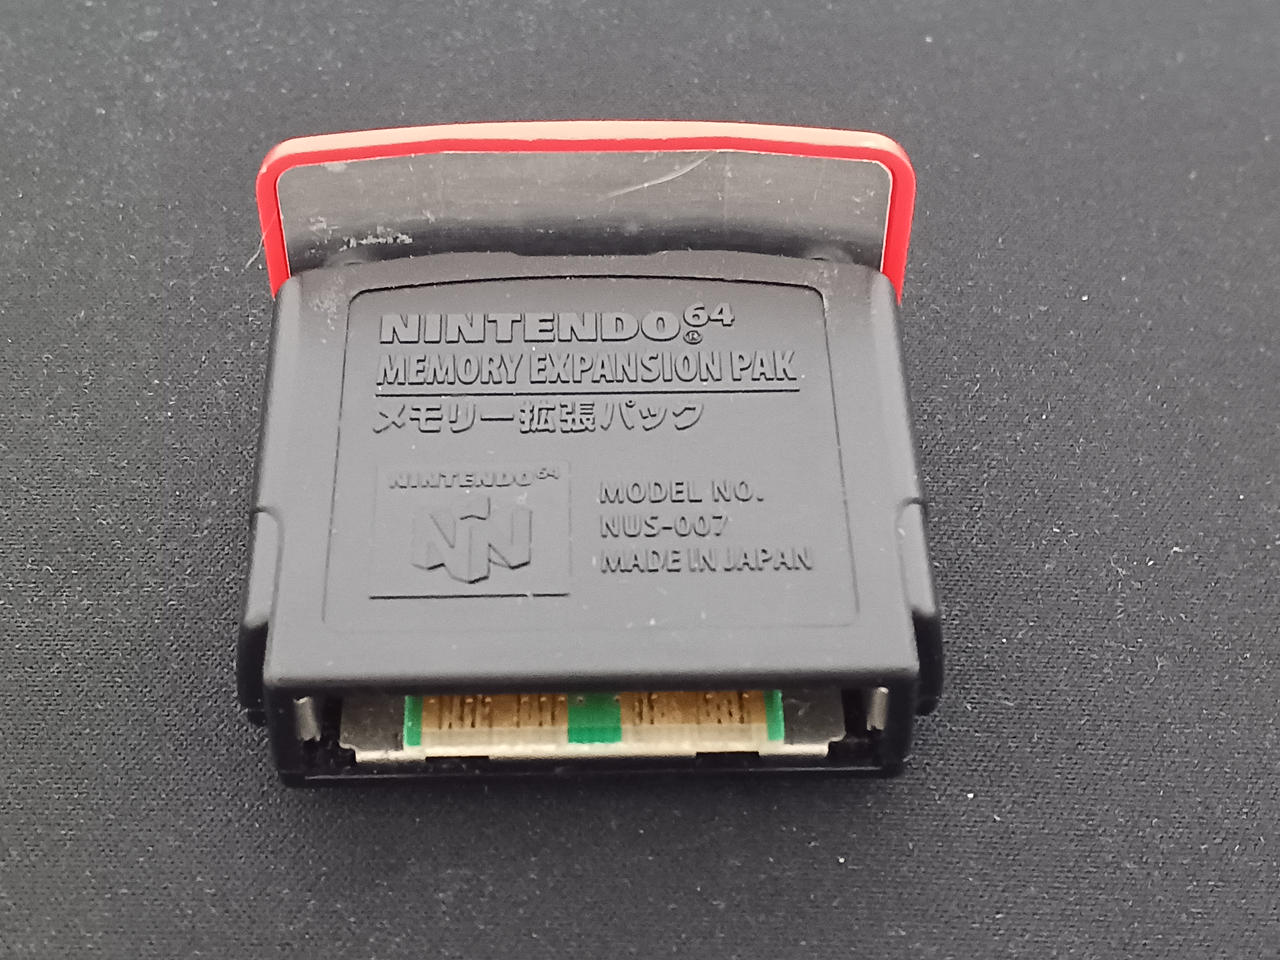 NINTENDO64®
MEMORY EXPANSION PAK
メモリー拡張パック
NINTENDO64
MODEL NO.
NUS-007
MADE IN JAPAN